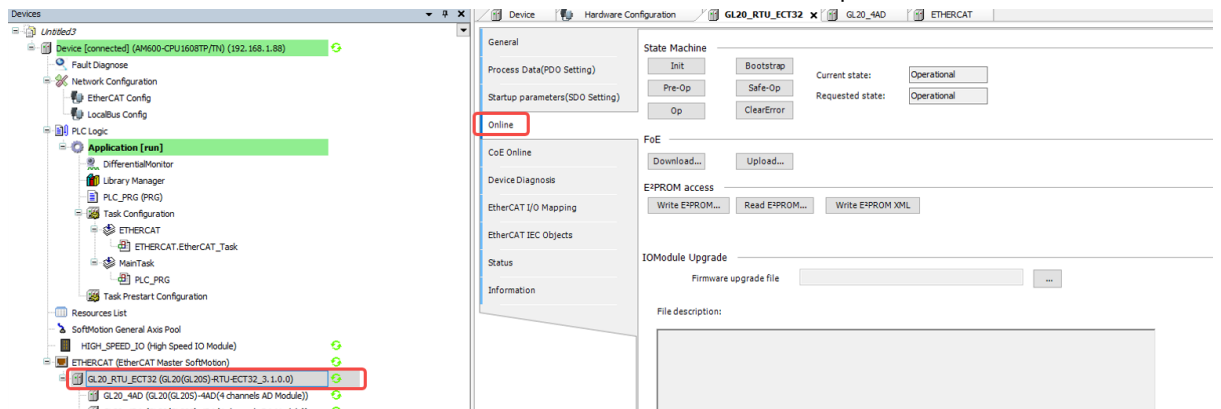 Devices
Untitled3
Device [connected] (AM600-CPU1608TP/TN) (192.168.1.88)
Fault Diagnose
Network Configuration
EtherCAT Config
LocalBus Config
PLC Logic
Application [run]
DifferentialMonitor
Library Manager
PLC_PRG (PRG)
Task Configuration
ETHERCAT
ETHERCAT.EtherCAT_Task
MainTask
PLC_PRG
Task Prestart Configuration
Resources List
SoftMotion General Axis Pool
HIGH_SPEED_IO (High Speed IO Module)
ETHERCAT (EtherCAT Master SoftMotion)
GL20_RTU_ECT32 (GL20(GL20S)-RTU-ECT32_3.1.0.0)
GL20_4AD (GL20(GL20S)-4AD(4 channels AD Module))
Device
Hardware Configuration
GL20_RTU_ECT32
GL20_4AD
ETHERCAT
General
Process Data(PDO Setting)
Startup parameters(SDO Setting)
Online
CoE Online
Device Diagnosis
EtherCAT I/O Mapping
EtherCAT IEC Objects
Status
Information
State Machine
Init Bootstrap
Pre-Op Safe-Op
Op ClearError
Current state: Operational
Requested state: Operational
FoE
Download... Upload...
E²PROM access
Write E²PROM... Read E²PROM... Write E²PROM XML
IOModule Upgrade
Firmware upgrade file ...
File description: